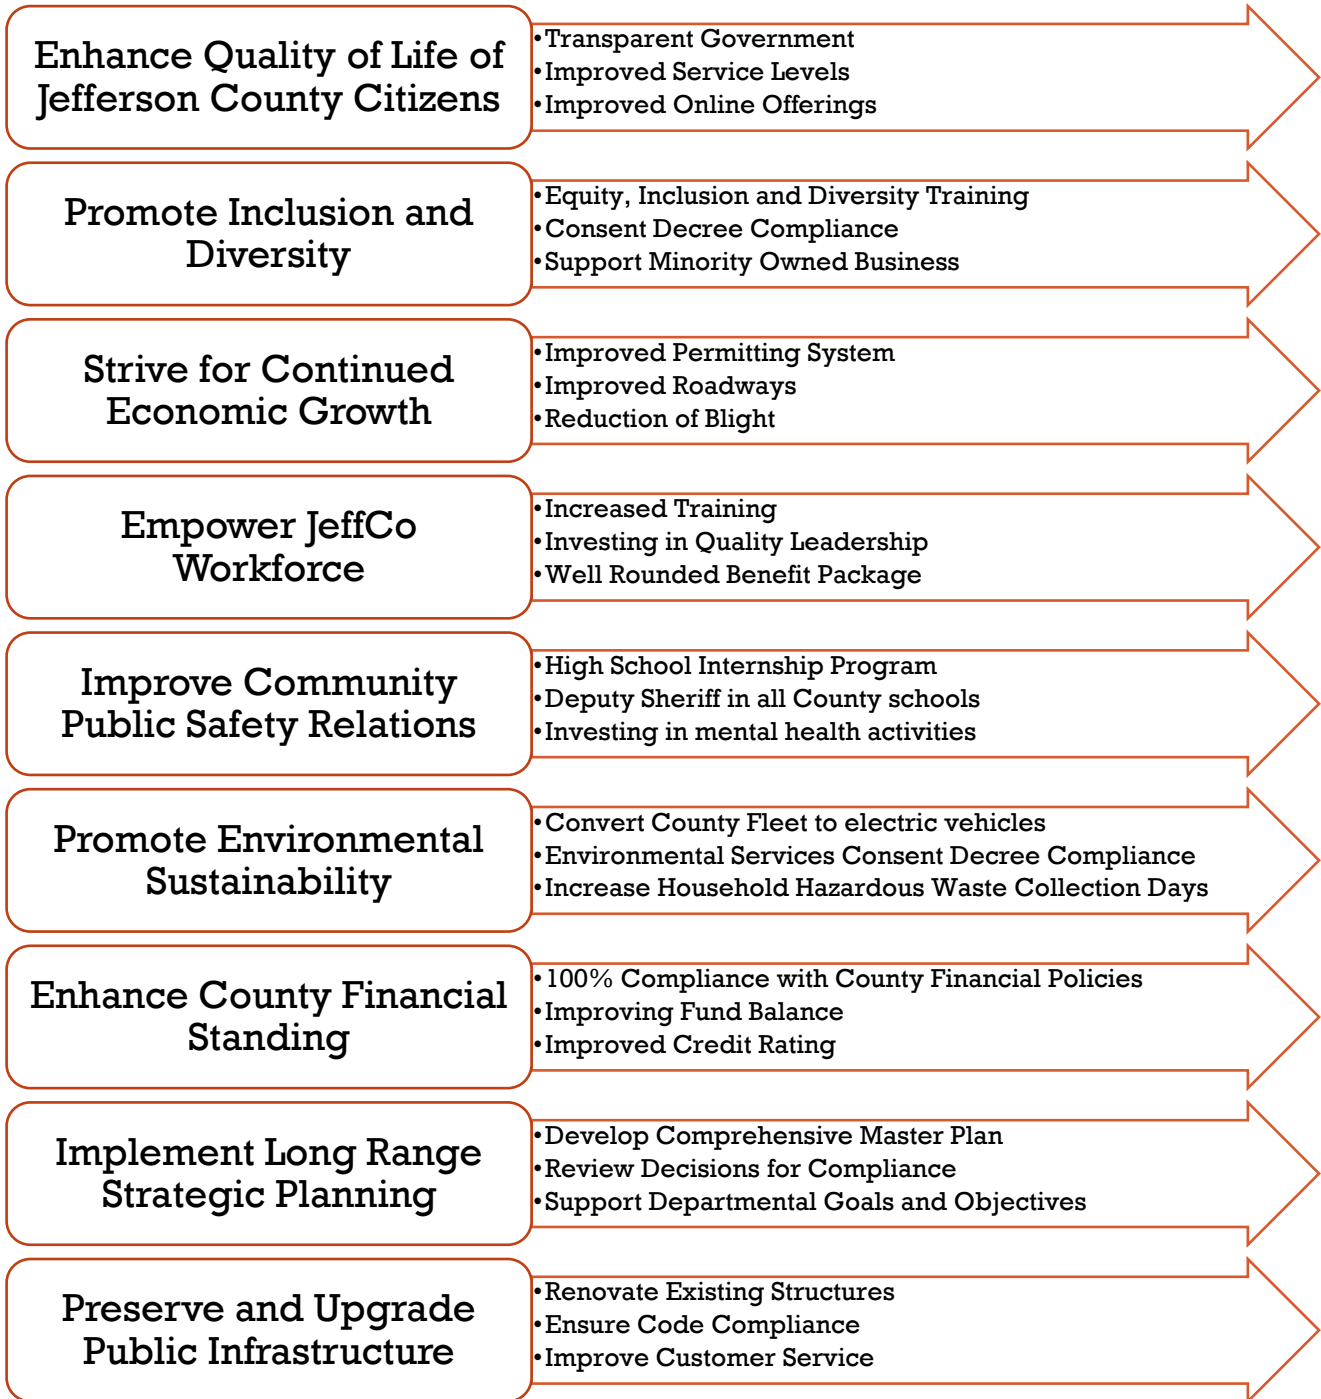 Enhance Quality of Life of
Jefferson County Citizens
•Transparent Government
•Improved Service Levels
•Improved Online Offerings
Promote Inclusion and
Diversity
•Equity, Inclusion and Diversity Training
•Consent Decree Compliance
•Support Minority Owned Business
Strive for Continued
Economic Growth
•Improved Permitting System
•Improved Roadways
•Reduction of Blight
Empower JeffCo
Workforce
•Increased Training
•Investing in Quality Leadership
•Well Rounded Benefit Package
Improve Community
Public Safety Relations
•High School Internship Program
•Deputy Sheriff in all County schools
•Investing in mental health activities
Promote Environmental
Sustainability
•Convert County Fleet to electric vehicles
•Environmental Services Consent Decree Compliance
•Increase Household Hazardous Waste Collection Days
Enhance County Financial
Standing
•100% Compliance with County Financial Policies
•Improving Fund Balance
•Improved Credit Rating
Implement Long Range
Strategic Planning
•Develop Comprehensive Master Plan
•Review Decisions for Compliance
•Support Departmental Goals and Objectives
Preserve and Upgrade
Public Infrastructure
•Renovate Existing Structures
•Ensure Code Compliance
•Improve Customer Service